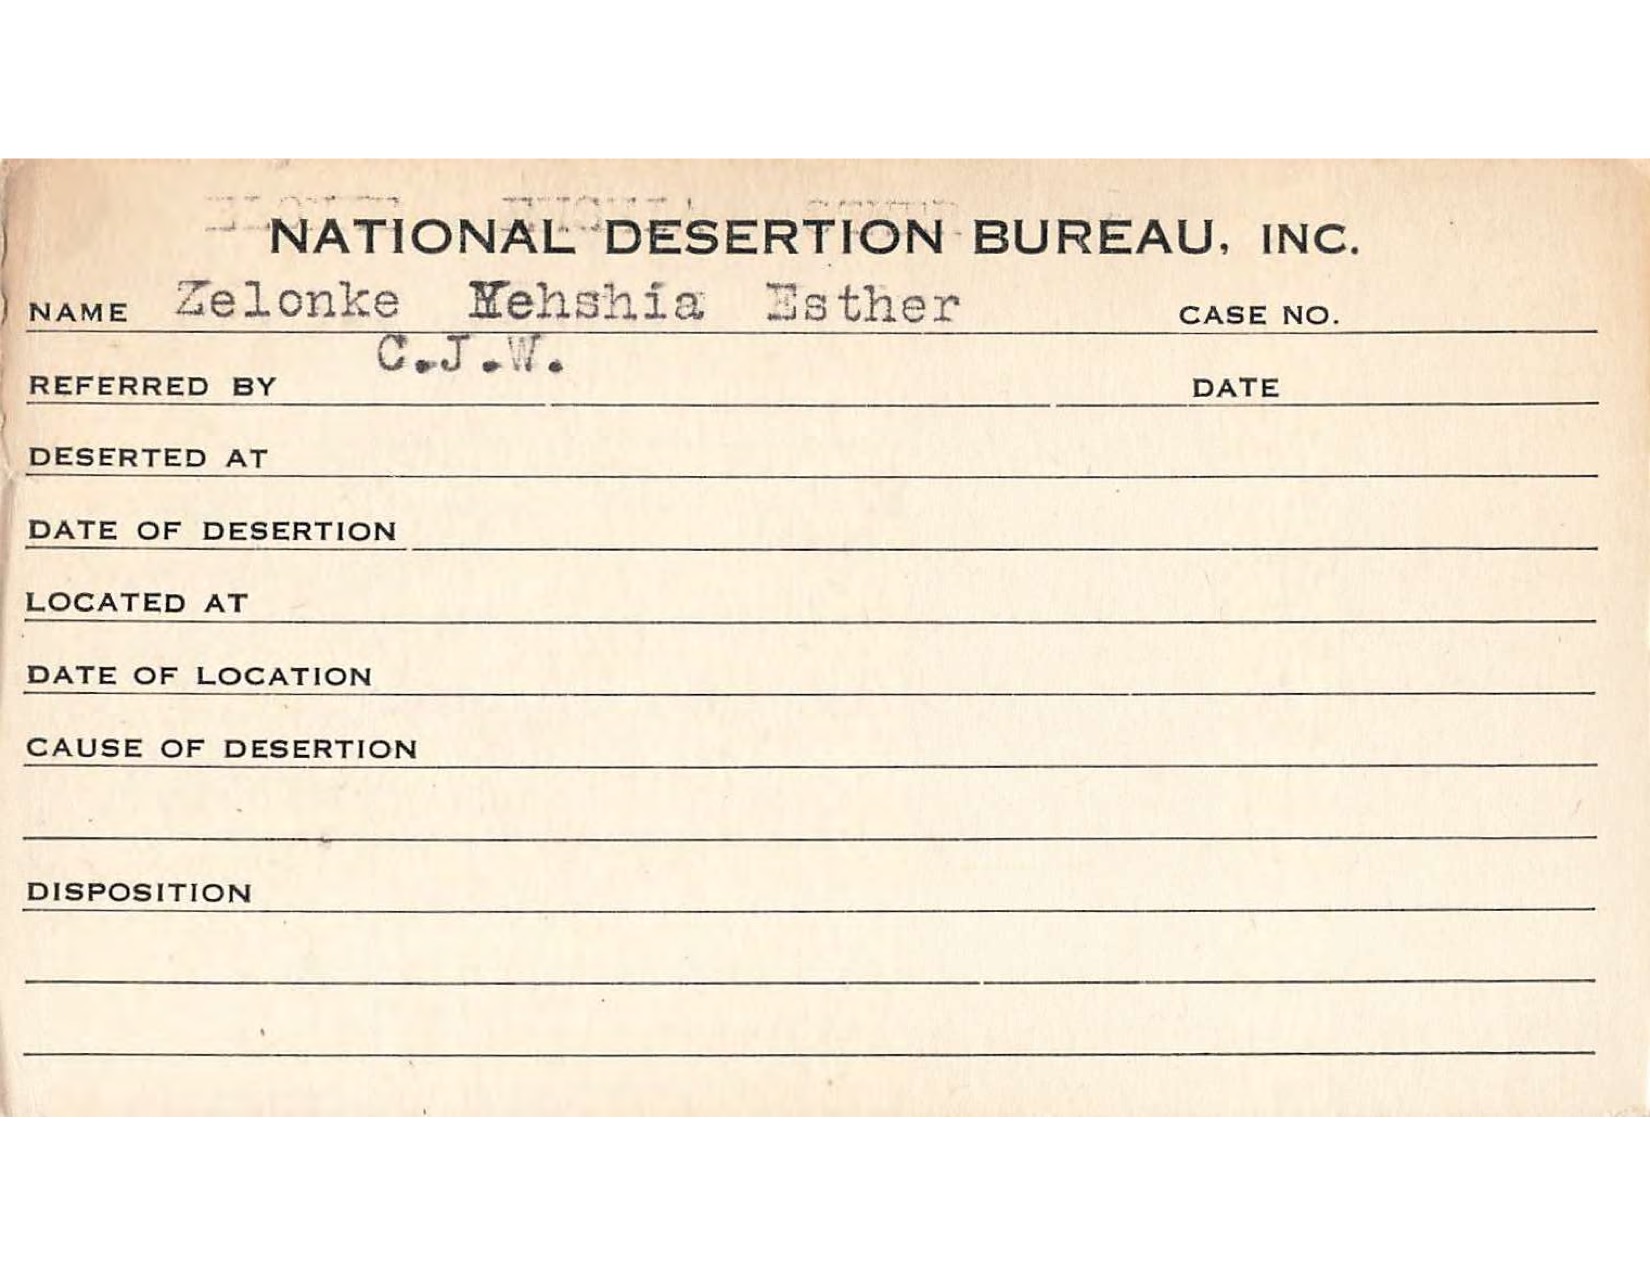 NATIONAL DESERTION BUREAU, INC.
NAME Zelonke Esther CASE NO.
REFERRED BY C.J.W. DATE
DESERTED AT
DATE OF DESERTION
LOCATED AT
DATE OF LOCATION
CAUSE OF DESERTION
DISPOSITION